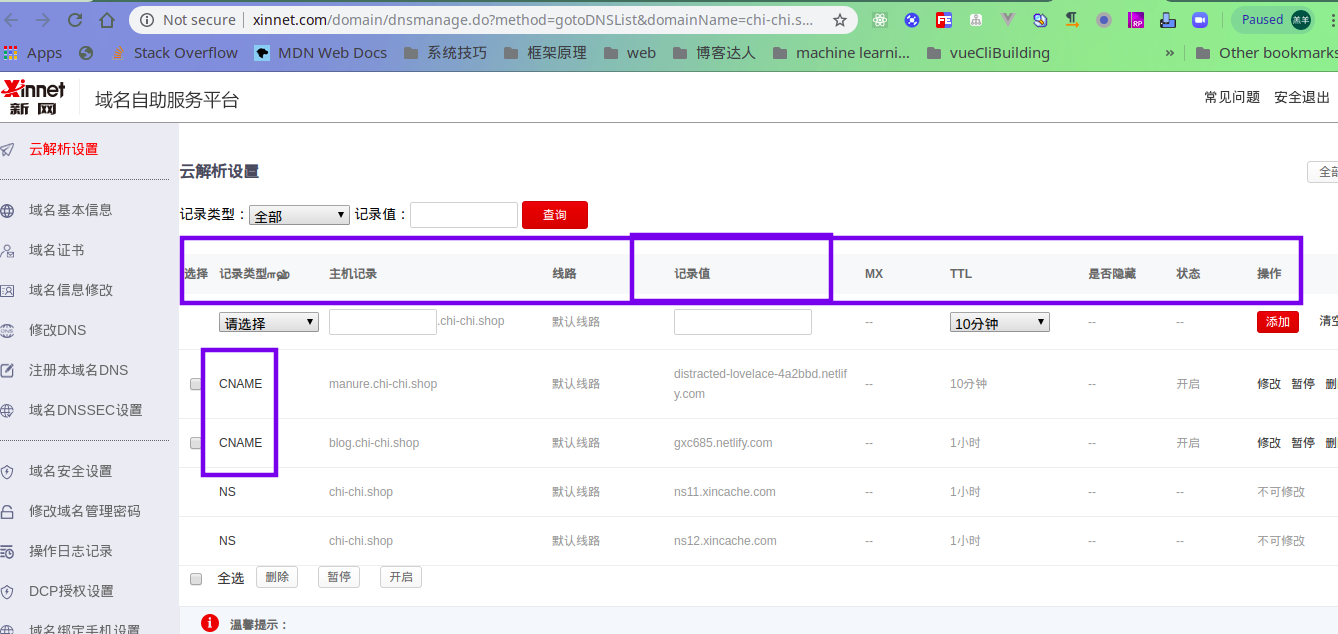 Not secure xinnet.com/domain/dnsmanage.do?method=gotoDNSList&domainName=chi-chi.s... Paused 羔羊
Apps Stack Overflow MDN Web Docs 系统技巧 框架原理 web 博客达人 machine learni... vueCliBuilding » Other bookmarks
Xinnet 新网 域名自助服务平台 常见问题 安全退出
云解析设置
域名基本信息
域名证书
域名信息修改
修改DNS
注册本域名DNS
域名DNSSEC设置
域名安全设置
修改域名管理密码
操作日志记录
DCP授权设置
域名绑定手机设置
云解析设置 全部
记录类型: 全部 记录值: 查询
选择 记录类型 主机记录 线路 记录值 MX TTL 是否隐藏 状态 操作
请选择 .chi-chi.shop 默认线路 -- 10分钟 -- -- 添加 清空
CNAME manure.chi-chi.shop 默认线路 distracted-lovelace-4a2bbd.netlif
y.com -- 10分钟 -- 开启 修改 暂停 删
CNAME blog.chi-chi.shop 默认线路 gxc685.netlify.com -- 1小时 -- 开启 修改 暂停 删
NS chi-chi.shop 默认线路 ns11.xincache.com -- 1小时 -- -- 不可修改
NS chi-chi.shop 默认线路 ns12.xincache.com -- 1小时 -- -- 不可修改
全选 删除 暂停 开启
温馨提示: